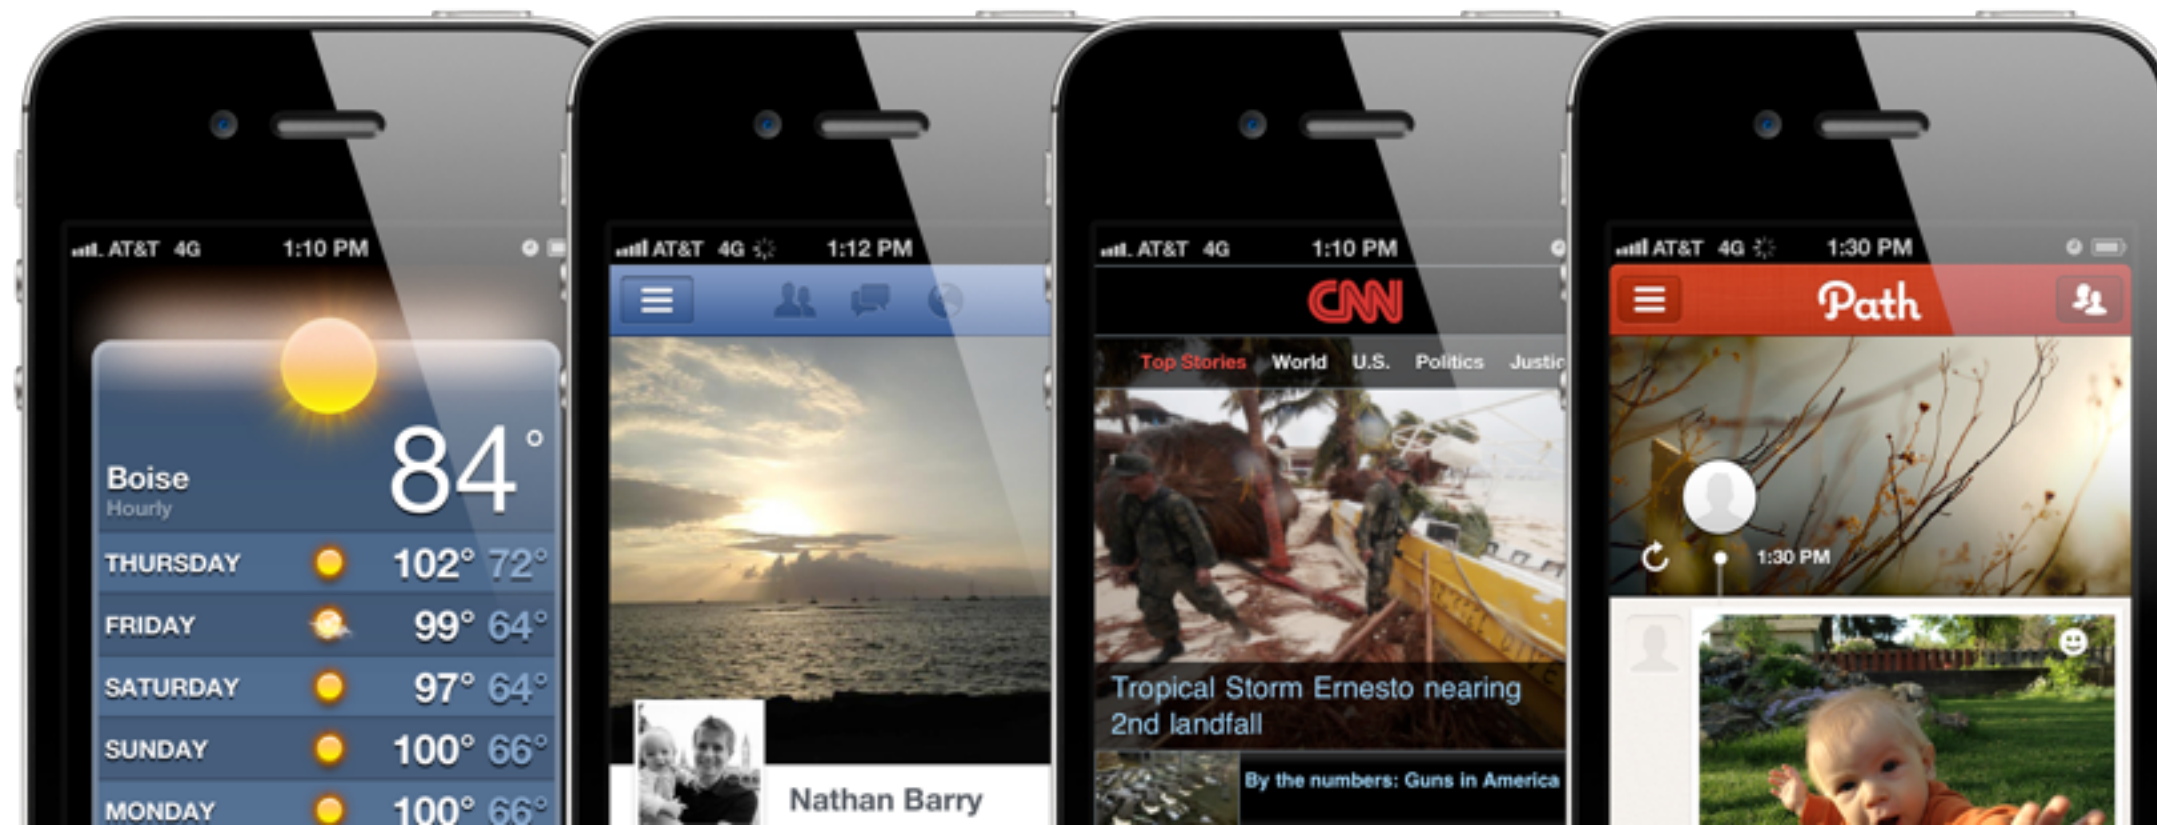 AT&T 4G 1:10 PM
Boise
Hourly
84°
THURSDAY 102° 72°
FRIDAY 99° 64°
SATURDAY 97° 64°
SUNDAY 100° 66°
MONDAY 100° 66°
AT&T 4G 1:12 PM
Nathan Barry
AT&T 4G 1:10 PM
CNN
Top Stories World U.S. Politics Justic
Tropical Storm Ernesto nearing
2nd landfall
By the numbers: Guns in America
AT&T 4G 1:30 PM
Path
1:30 PM